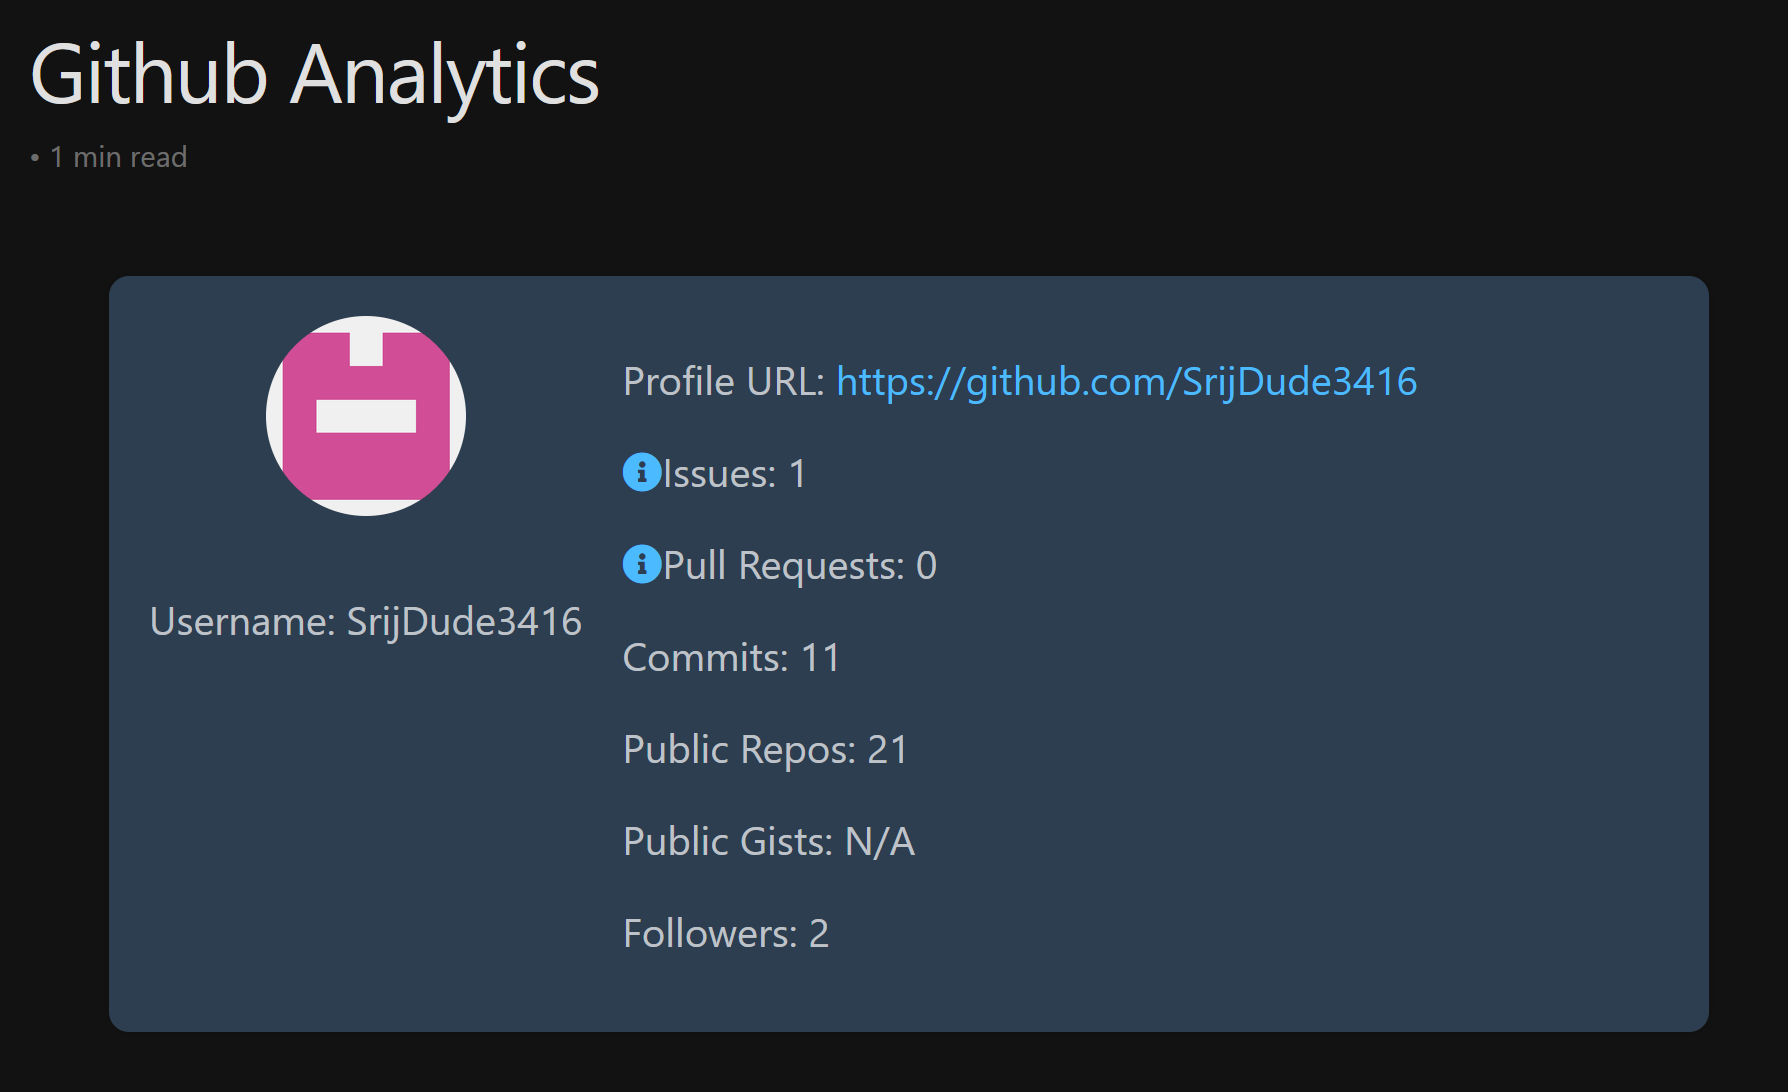 Github Analytics
• 1 min read
Username: SrijDude3416
Profile URL: https://github.com/SrijDude3416
Issues: 1
Pull Requests: 0
Commits: 11
Public Repos: 21
Public Gists: N/A
Followers: 2